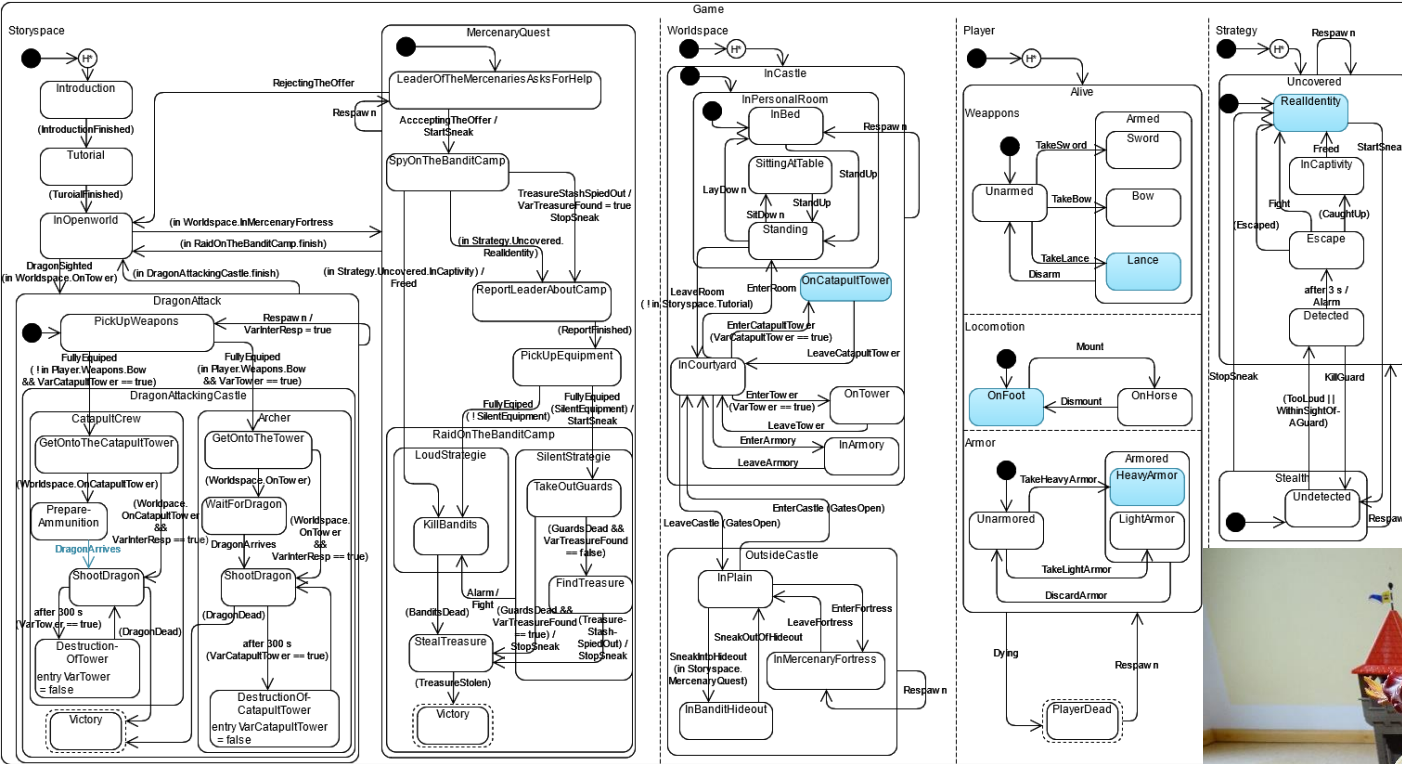 Game
Storyspace
H*
Introduction
(IntroductionFinished)
Tutorial
(TurorialFinished)
InOpenworld
RejectingTheOffer
(in Worldspace.InMercenaryFortress)
(in RaidOnTheBanditCamp.finish)
DragonSighted
(in Worldspace.OnTower)
(in DragonAttackingCastle.finish)
DragonAttack
PickUpWeapons
Respawn /
VarInterResp = true
FullyEquiped
( ! in Player.Weapons.Bow
&& VarCatapultTower == true)
FullyEquiped
(in Player.Weapons.Bow
&& VarTower == true)
DragonAttackingCastle
CatapultCrew
GetOntoTheCatapultTower
(Worldspace.OnCatapultTower)
Prepare-
Ammunition
DragonArrives
(Worldpace.
OnCatapultTower
&&
VarInterResp == true)
ShootDragon
after 300 s
(VarTower == true)
(DragonDead)
Destruction-
OfTower
entry VarTower
= false
Victory
Archer
GetOntoTheTower
(Worldspace.OnTower)
WaitForDragon
DragonArrives
(Worldspace.
OnTower
&&
VarInterResp == true)
ShootDragon
(DragonDead)
after 300 s
(VarCatapultTower == true)
DestructionOf-
CatapultTower
entry VarCatapultTower
= false
MercenaryQuest
LeaderOfTheMercenariesAsksForHelp
Respawn
AccceptingTheOffer /
StartSneak
SpyOnTheBanditCamp
TreasureStashSpiedOut /
VarTreasureFound = true
StopSneak
(in Strategy.Uncovered.
RealIdentity)
(in Strategy.Uncovered.InCaptivity) /
Freed
ReportLeaderAboutCamp
(ReportFinished)
PickUpEquipment
FullyEqiped
( ! SilentEquipment)
FullyEquiped
(SilentEquipment) /
StartSneak
RaidOnTheBanditCamp
LoudStrategie
KillBandits
SilentStrategie
TakeOutGuards
(GuardsDead &&
VarTreasureFound
== false)
FindTreasure
Alarm /
Fight
(BanditsDead)
(GuardsDead &&
VarTreasureFound
== true) /
StopSneak
(Treasure-
Stash-
SpiedOut) /
StopSneak
StealTreasure
(TreasureStolen)
Victory
Worldspace
H*
InCastle
InPersonalRoom
InBed
Respawn
SittingAtTable
StandUp
LayDown
SitDown
StandUp
Standing
LeaveRoom
( ! in.Storyspace.Tutorial)
EnterRoom
OnCatapultTower
EnterCatapultTower
(VarCatapultTower == true)
LeaveCatapultTower
InCourtyard
EnterTower
(VarTower == true)
OnTower
LeaveTower
EnterArmory
InArmory
LeaveArmory
LeaveCastle (GatesOpen)
EnterCastle (GatesOpen)
OutsideCastle
InPlain
EnterFortress
LeaveFortress
SneakOutOfHideout
SneakIntoHideout
(in Storyspace.
MercenaryQuest)
InMercenaryFortress
Respawn
InBanditHideout
Player
H*
Alive
Weappons
Armed
TakeSword
Sword
Unarmed
TakeBow
Bow
TakeLance
Lance
Disarm
Locomotion
Mount
OnFoot
Dismount
OnHorse
Armor
Armored
TakeHeavyArmor
HeavyArmor
Unarmored
LightArmor
TakeLightArmor
DiscardArmor
Dying
Respawn
PlayerDead
Strategy
H*
Respawn
Uncovered
RealIdentity
Freed
StartSneak
InCaptivity
Fight
(CaughtUp)
(Escaped)
Escape
after 3 s /
Alarm
Detected
StopSneak
KillGuard
(TooLoud ||
WithinSightOf-
AGuard)
Stealth
Undetected
Respawn